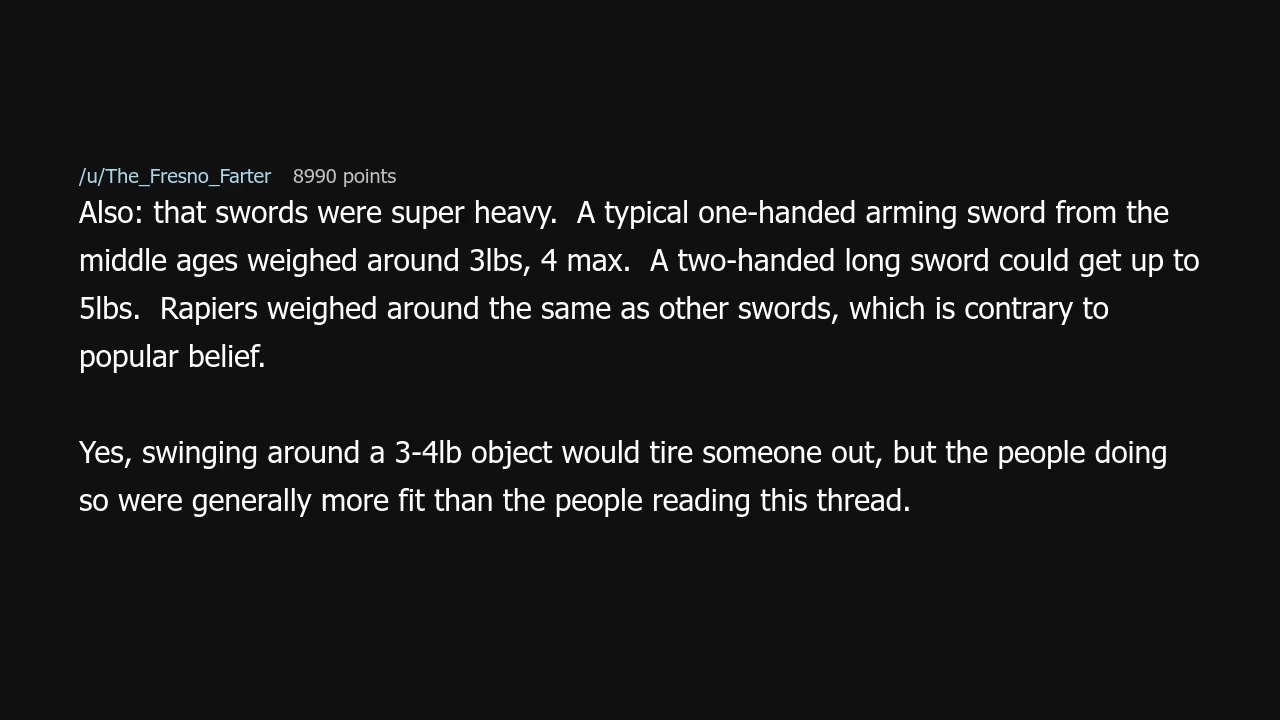 /u/The_Fresno_Farter 8990 points
Also: that swords were super heavy.  A typical one-handed arming sword from the
middle ages weighed around 3lbs, 4 max.  A two-handed long sword could get up to
5lbs.  Rapiers weighed around the same as other swords, which is contrary to
popular belief.
Yes, swinging around a 3-4lb object would tire someone out, but the people doing
so were generally more fit than the people reading this thread.